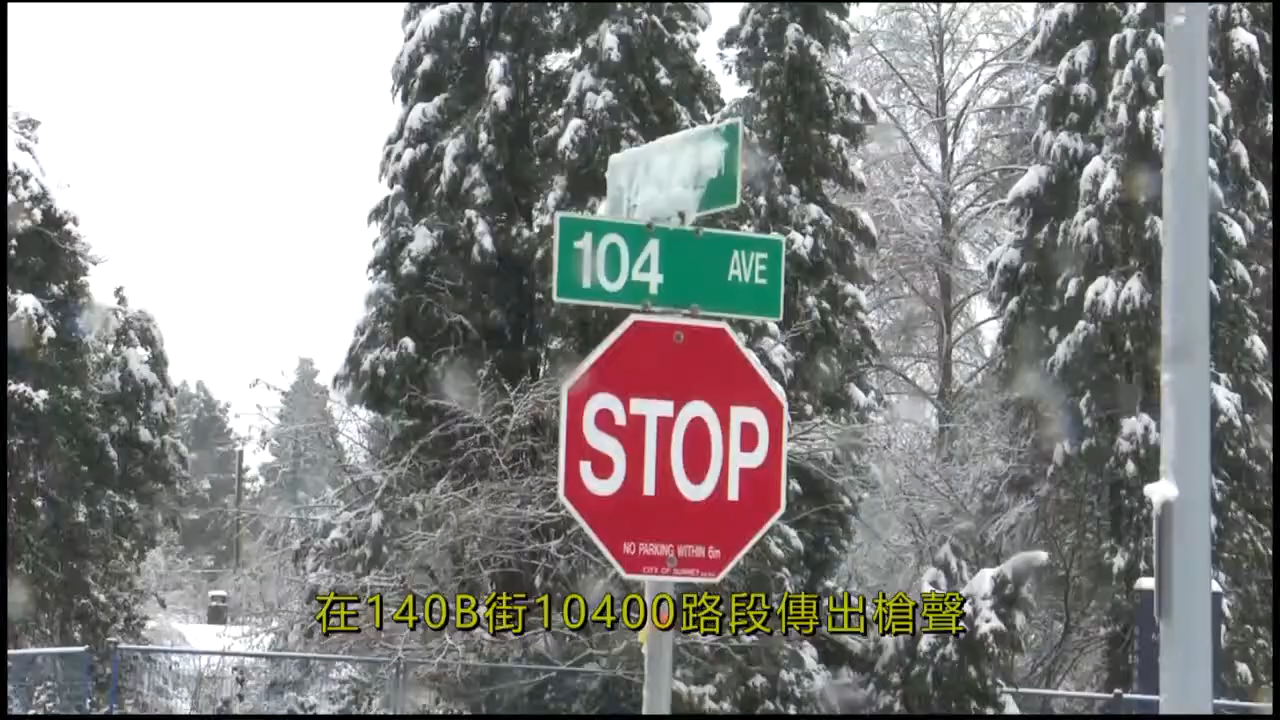 104 AVE
STOP
NO PARKING WITHIN 6m
CITY OF SURREY
在140B街10400路段傳出槍聲